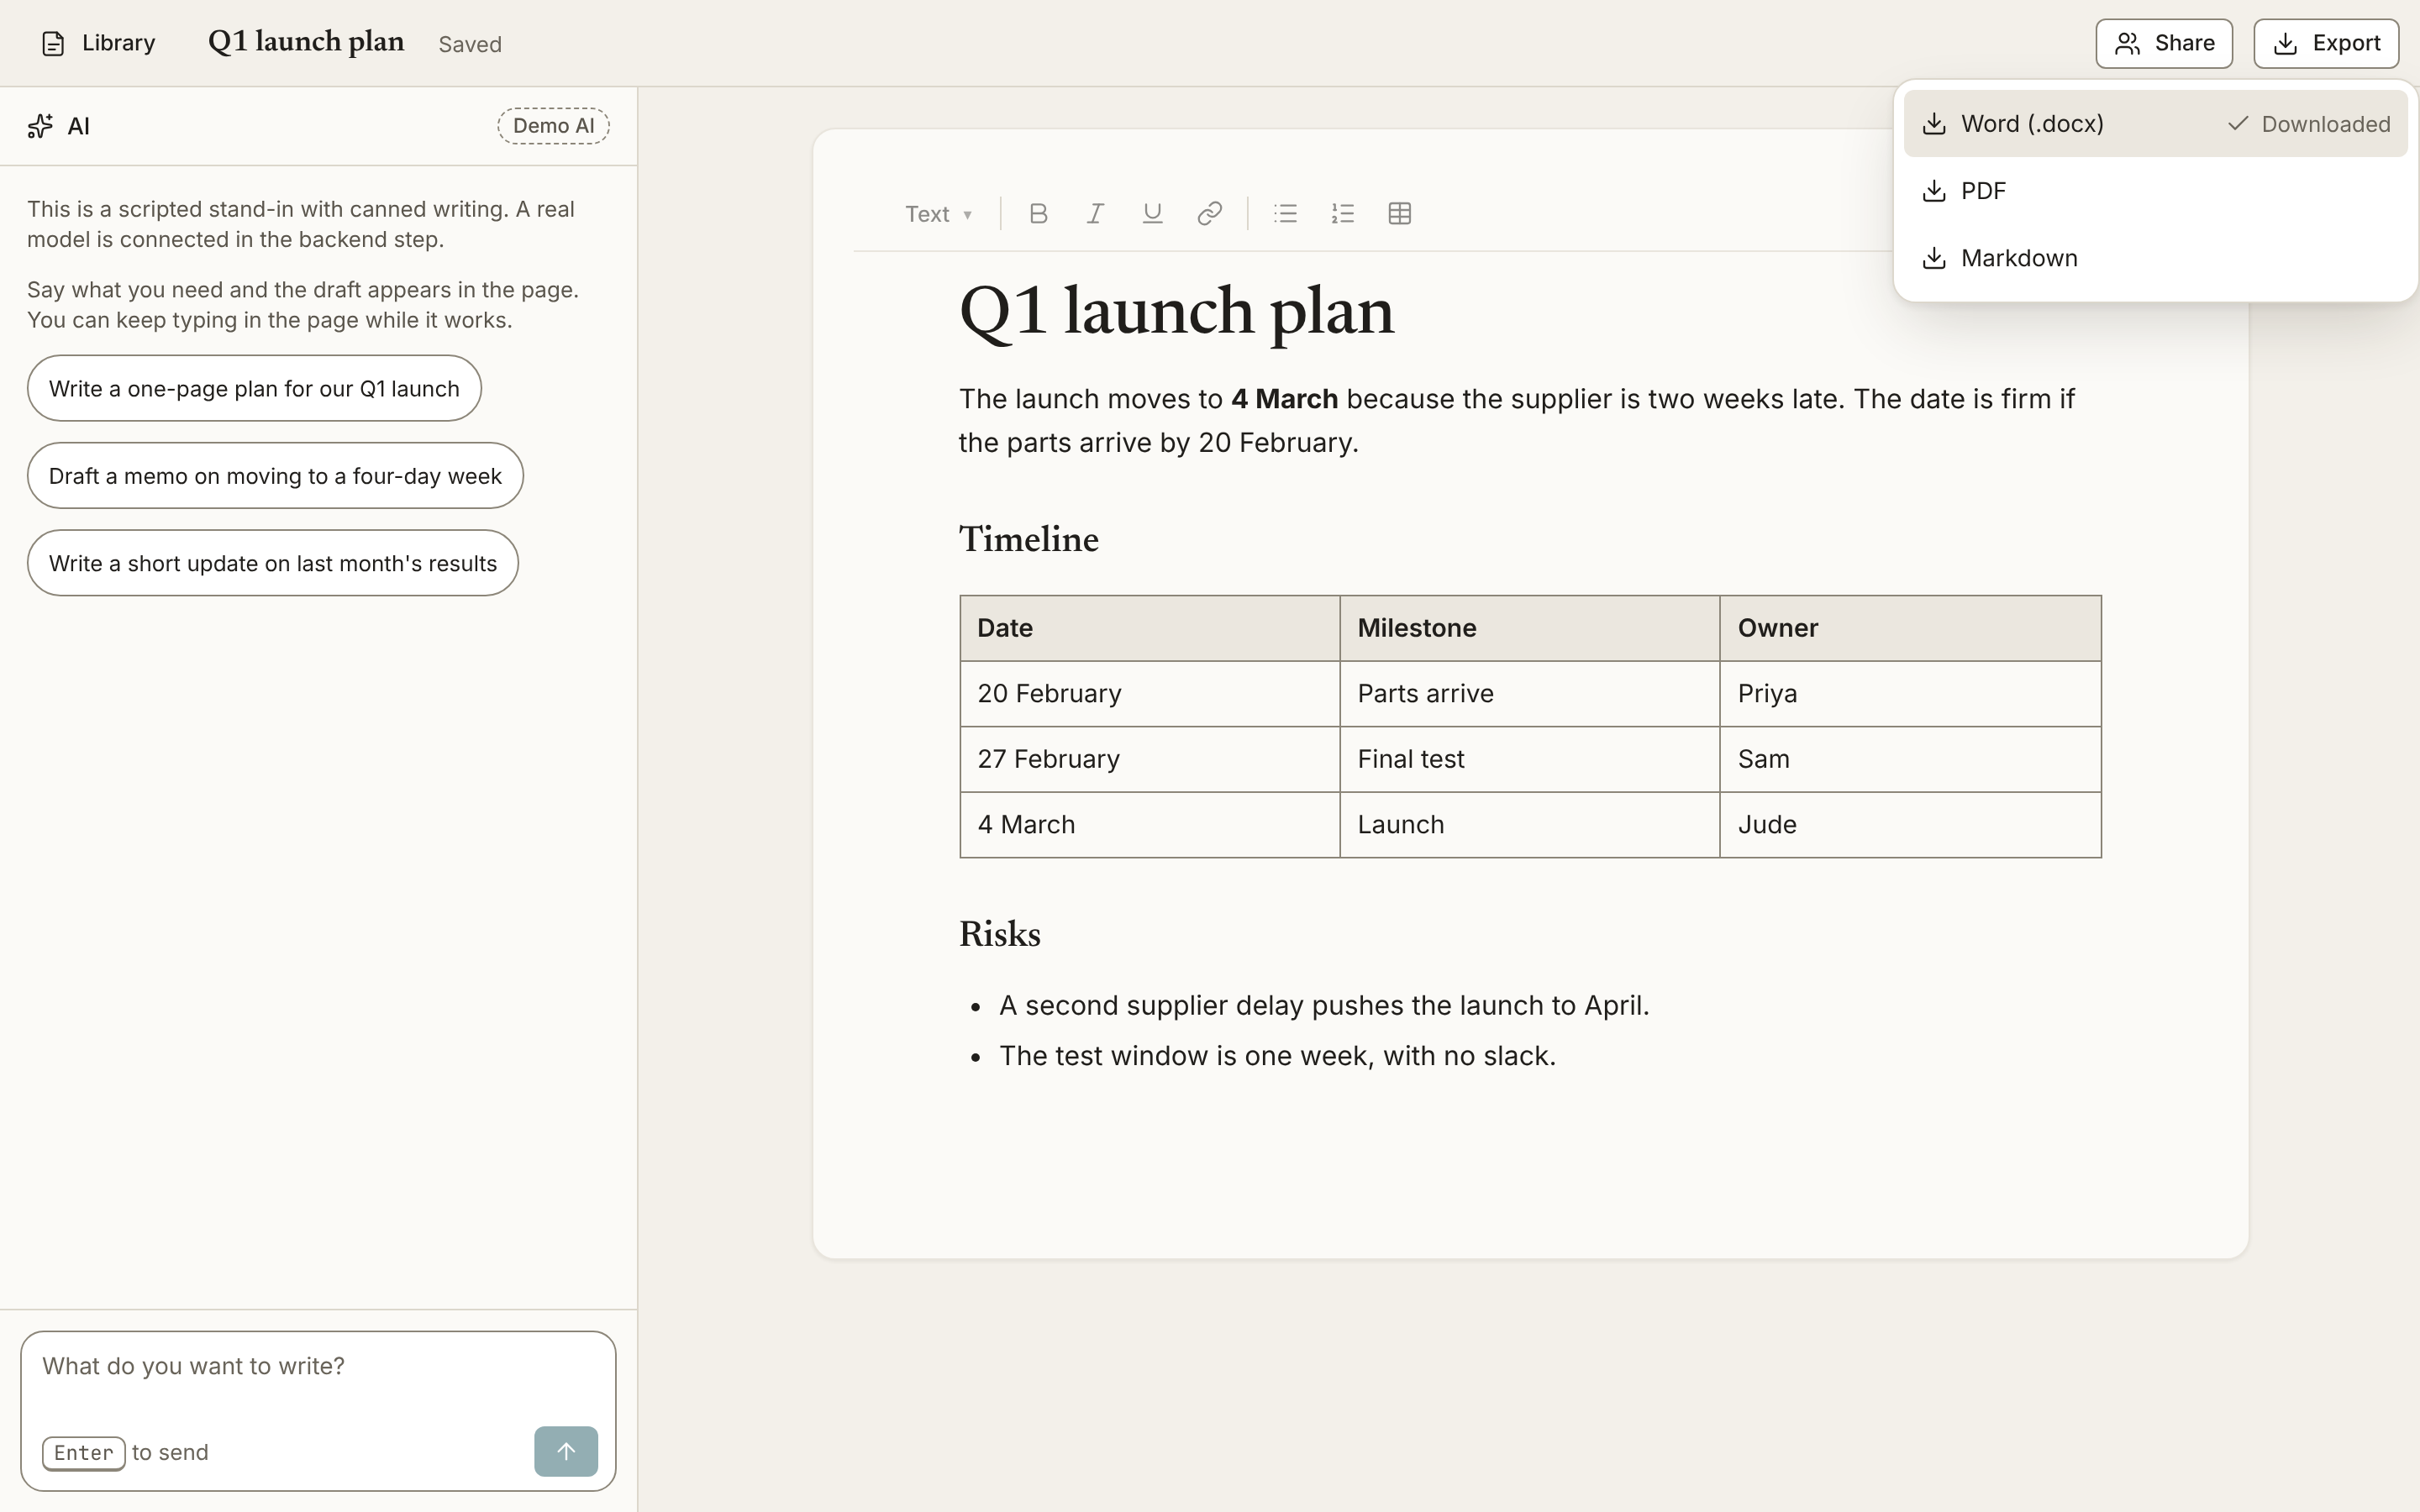 Library
Q1 launch plan
Saved
Share
Export
AI
Demo AI
This is a scripted stand-in with canned writing. A real
model is connected in the backend step.
Say what you need and the draft appears in the page.
You can keep typing in the page while it works.
Write a one-page plan for our Q1 launch
Draft a memo on moving to a four-day week
Write a short update on last month's results
What do you want to write?
Enter to send
Word (.docx) Downloaded
PDF
Markdown
Text
Q1 launch plan
The launch moves to 4 March because the supplier is two weeks late. The date is firm if
the parts arrive by 20 February.
Timeline
Date Milestone Owner
20 February Parts arrive Priya
27 February Final test Sam
4 March Launch Jude
Risks
• A second supplier delay pushes the launch to April.
• The test window is one week, with no slack.